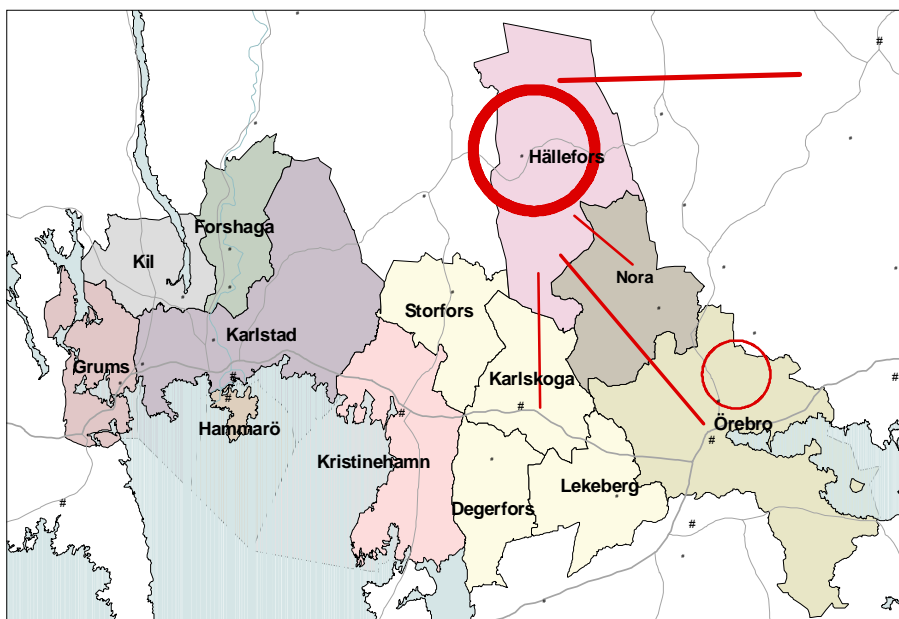 Hällefors
Forshaga
Kil
Nora
Storfors
Karlstad
Grums
Karlskoga
Örebro
Hammarö
Kristinehamn
Lekeberg
Degerfors